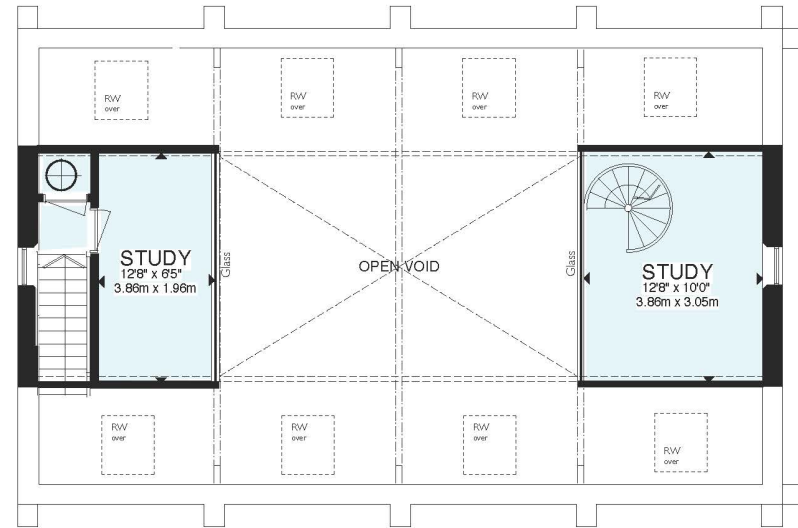 RW
over
RW
over
RW
over
RW
over
STUDY
12'8" x 6'5"
3.86m x 1.96m
Glass
OPEN VOID
Glass
STUDY
12'8" x 10'0"
3.86m x 3.05m
RW
over
RW
over
RW
over
RW
over